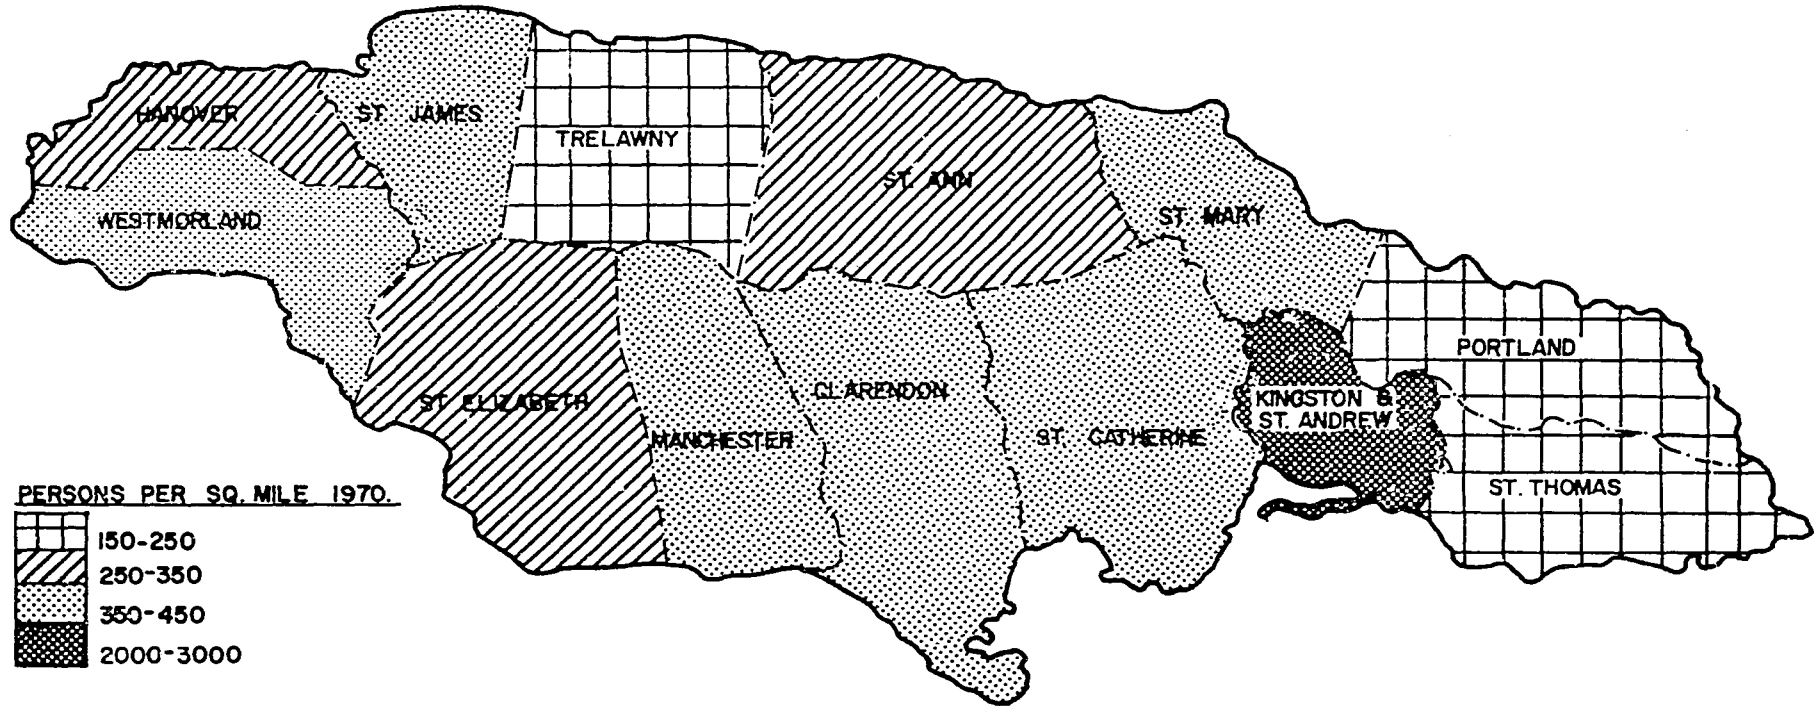 HANOVER
ST. JAMES
TRELAWNY
ST. ANN
ST. MARY
WESTMORLAND
PORTLAND
ST. ELIZABETH
MANCHESTER
CLARENDON
ST. CATHERINE
KINGSTON &
ST. ANDREW
ST. THOMAS
PERSONS PER SQ. MILE 1970.
150-250
250-350
350-450
2000-3000